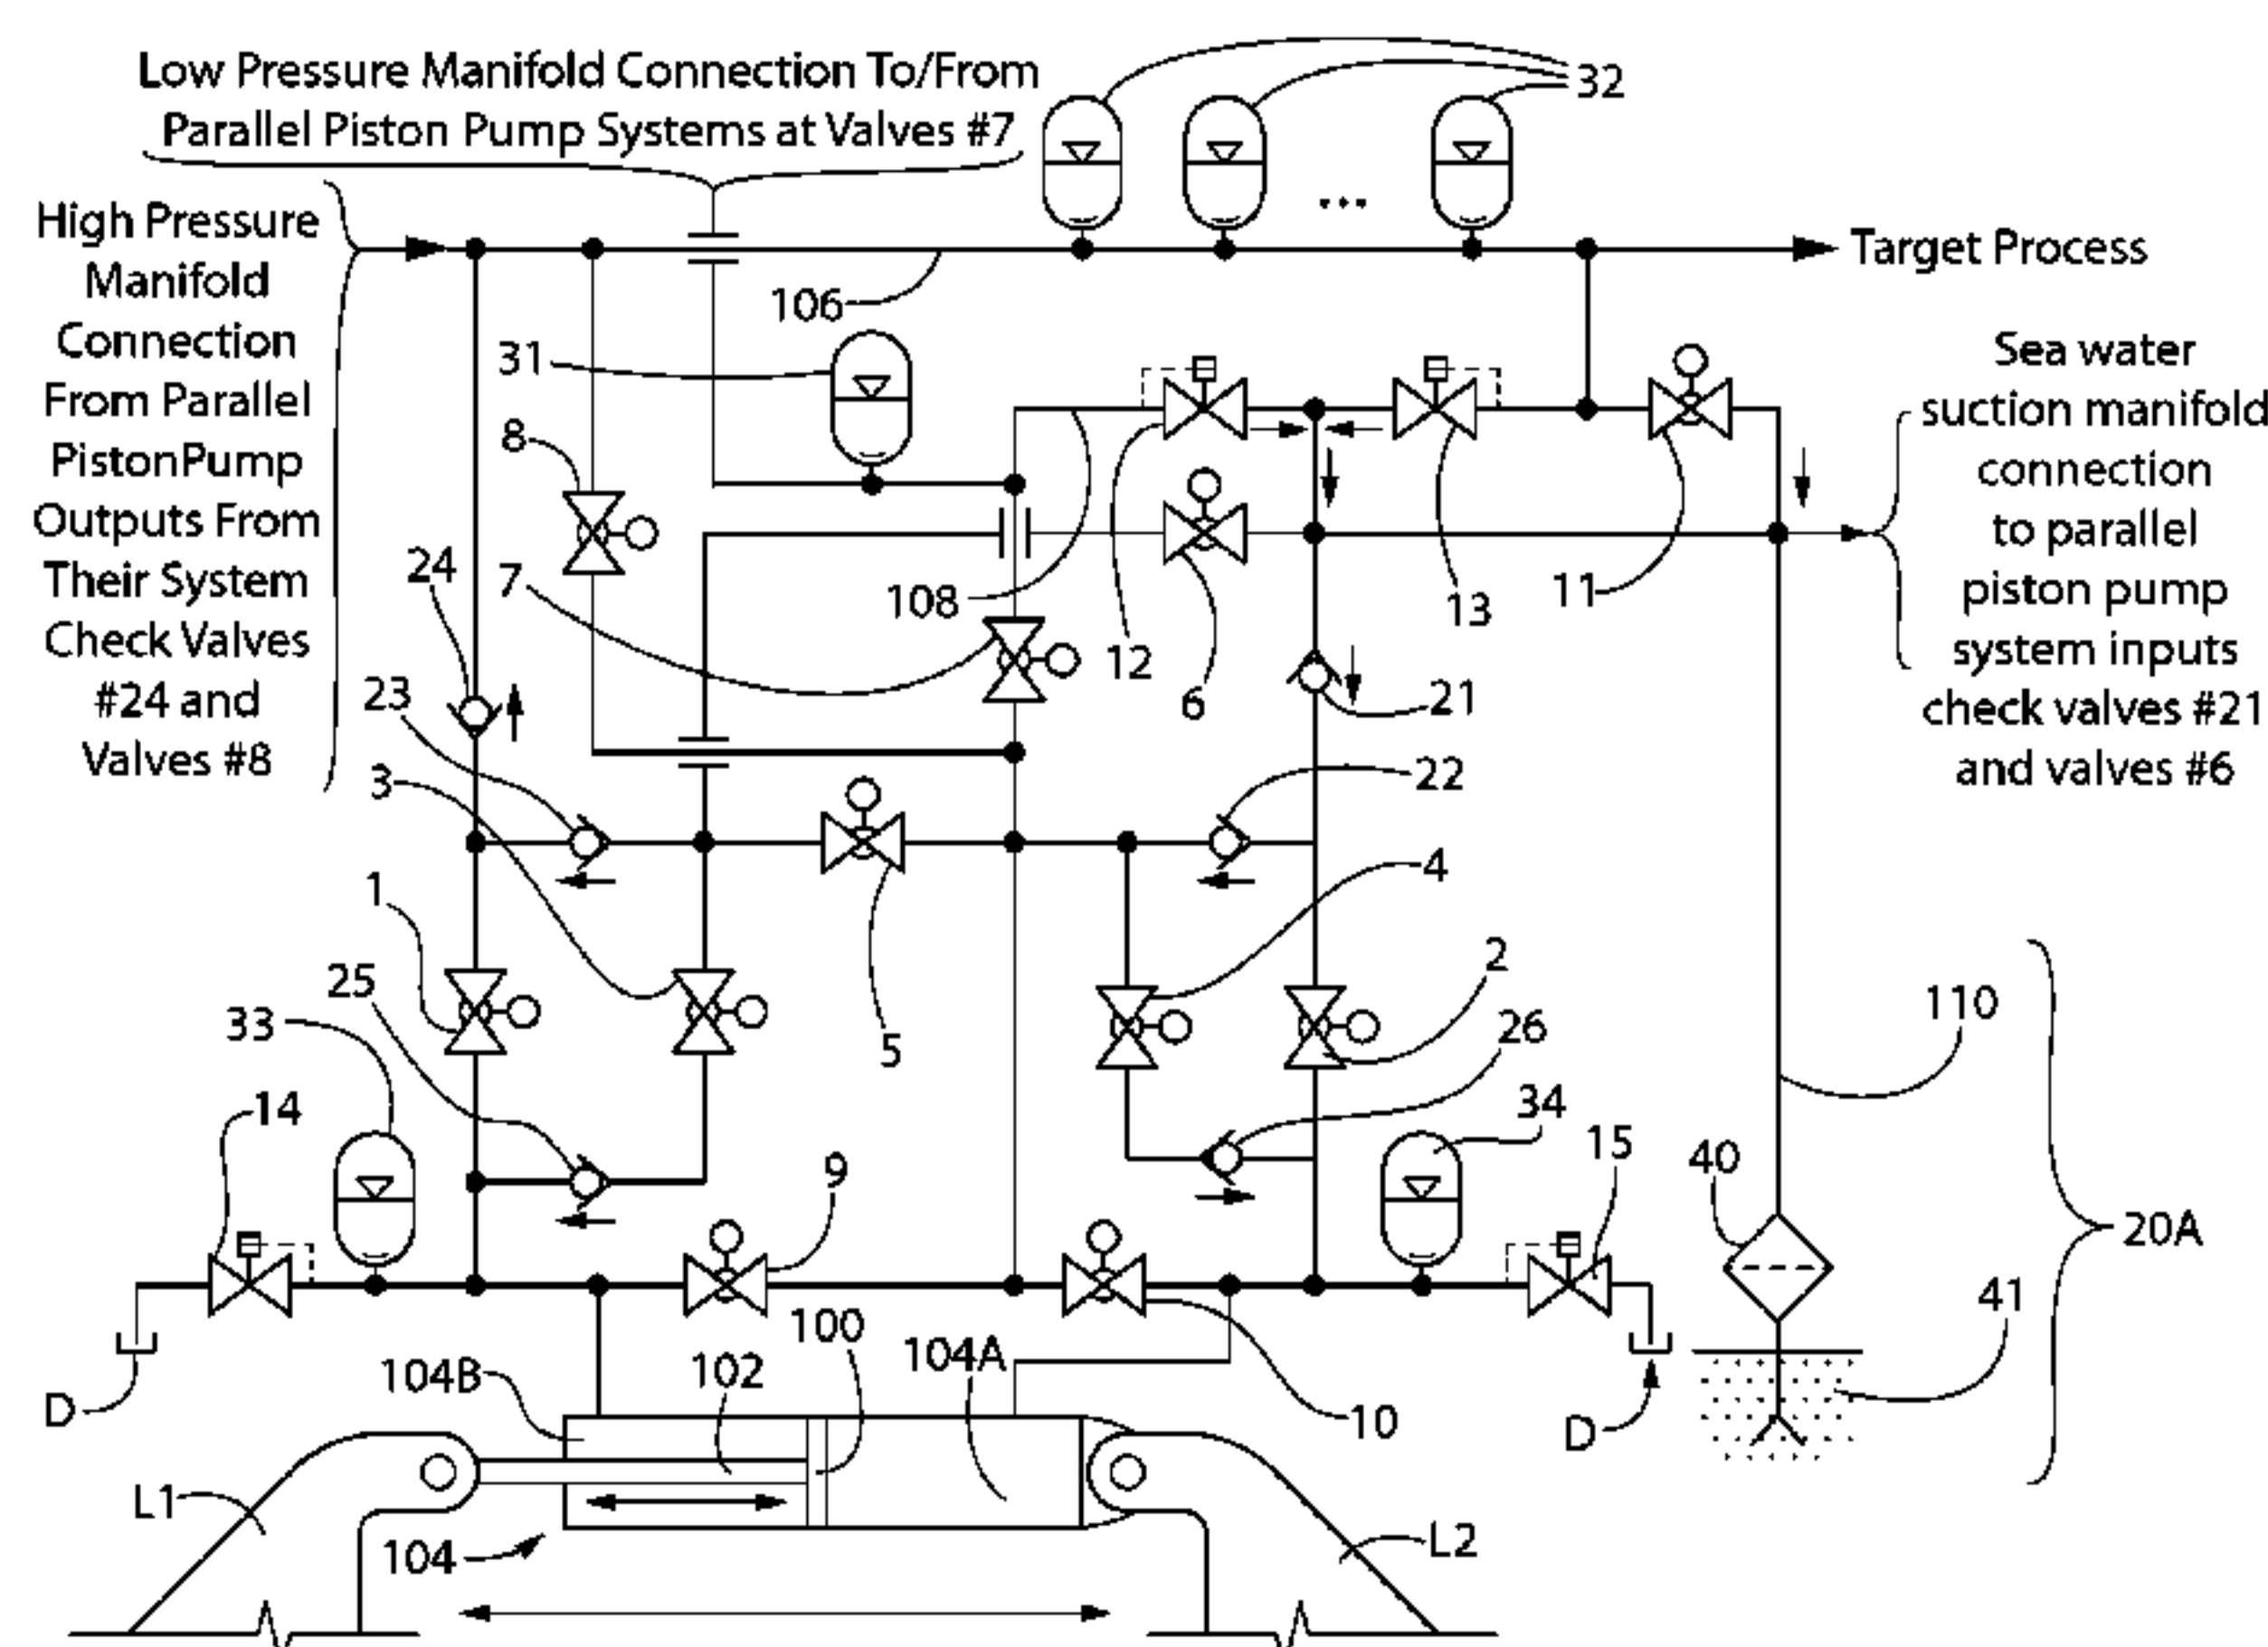 Low Pressure Manifold Connection To/From
Parallel Piston Pump Systems at Valves #7
32
High Pressure
Manifold
Connection
From Parallel
PistonPump
Outputs From
Their System
Check Valves
#24 and
Valves #8
Target Process
106
31
8
Sea water
suction manifold
connection
to parallel
piston pump
system inputs
check valves #21
and valves #6
24
7
108
12
6
13
11
23
21
3
22
1
4
25
2
33
5
26
110
14
34
9
15
40
20A
41
100
104B
102
104A
D
10
D
L1
104
L2
...